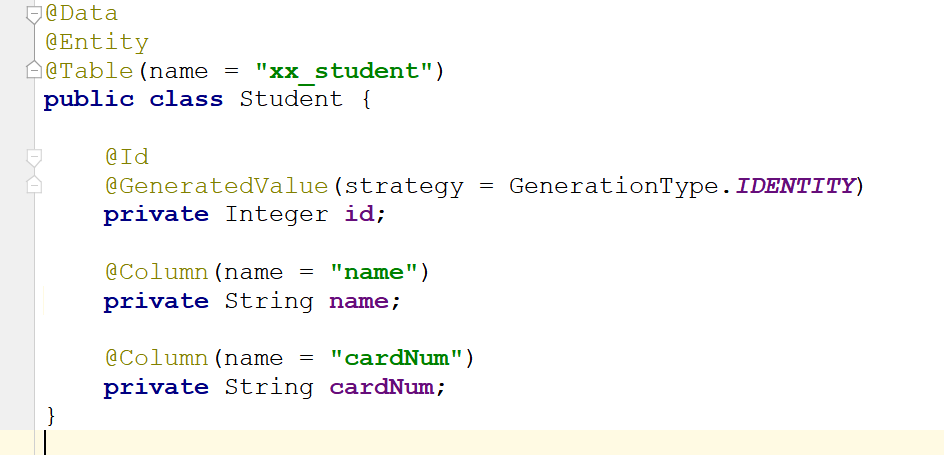 @Data
@Entity
@Table(name = "xx_student")
public class Student {
@Id
@GeneratedValue(strategy = GenerationType.IDENTITY)
private Integer id;
@Column(name = "name")
private String name;
@Column(name = "cardNum")
private String cardNum;
}